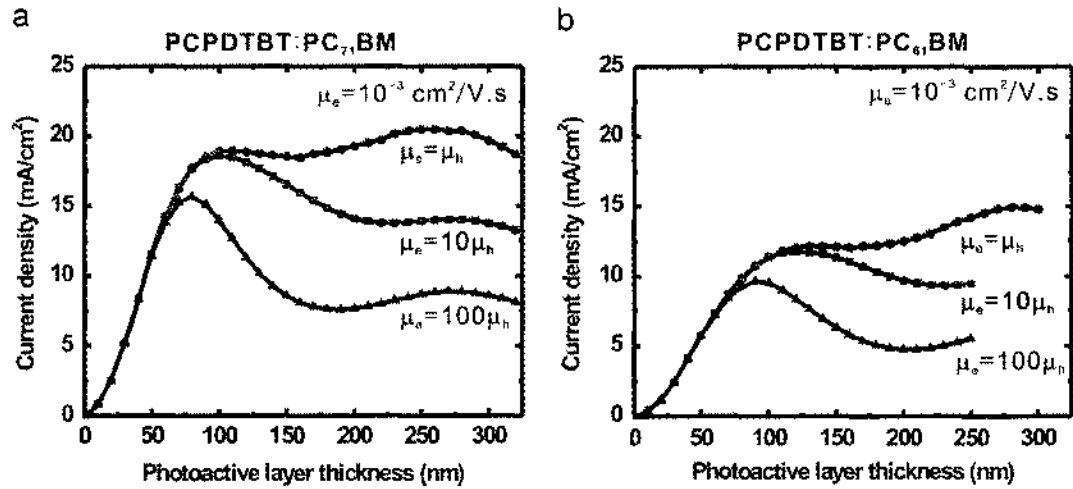 a
PCPDTBT:PC₇₁BM
μₑ=10⁻³ cm²/V.s
μₑ=μₕ
μₑ=10μₕ
μₑ=100μₕ
Current density (mA/cm²)
25
20
15
10
5
0
0 50 100 150 200 250 300
Photoactive layer thickness (nm)
b
PCPDTBT:PC₆₁BM
μₑ=10⁻³ cm²/V.s
μₑ=μₕ
μₑ=10μₕ
μₑ=100μₕ
Current density (mA/cm²)
25
20
15
10
5
0
0 50 100 150 200 250 300
Photoactive layer thickness (nm)